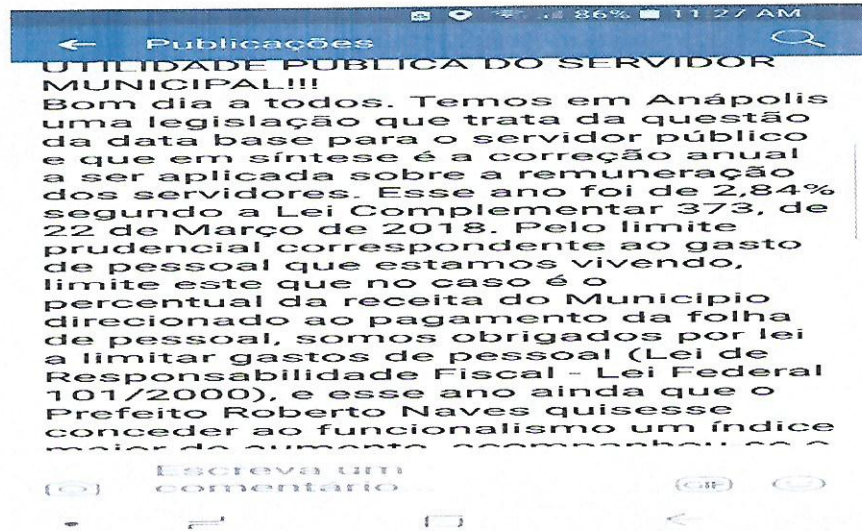 86% 11:27 AM
Publicações
UTILIDADE PÚBLICA DO SERVIDOR
MUNICIPAL!!!
Bom dia a todos. Temos em Anápolis
uma legislação que trata da questão
da data base para o servidor público
e que em síntese é a correção anual
a ser aplicada sobre a remuneração
dos servidores. Esse ano foi de 2,84%
segundo a Lei Complementar 373, de
22 de Março de 2018. Pelo limite
prudencial correspondente ao gasto
de pessoal que estamos vivendo,
limite este que no caso é o
percentual da receita do Município
direcionado ao pagamento da folha
de pessoal, somos obrigados por lei
a limitar gastos de pessoal (Lei de
Responsabilidade Fiscal - Lei Federal
101/2000), e esse ano ainda que o
Prefeito Roberto Naves quisesse
conceder ao funcionalismo um índice
maior de aumento, acompanhou-se o
Escreva um
comentário...
GIF